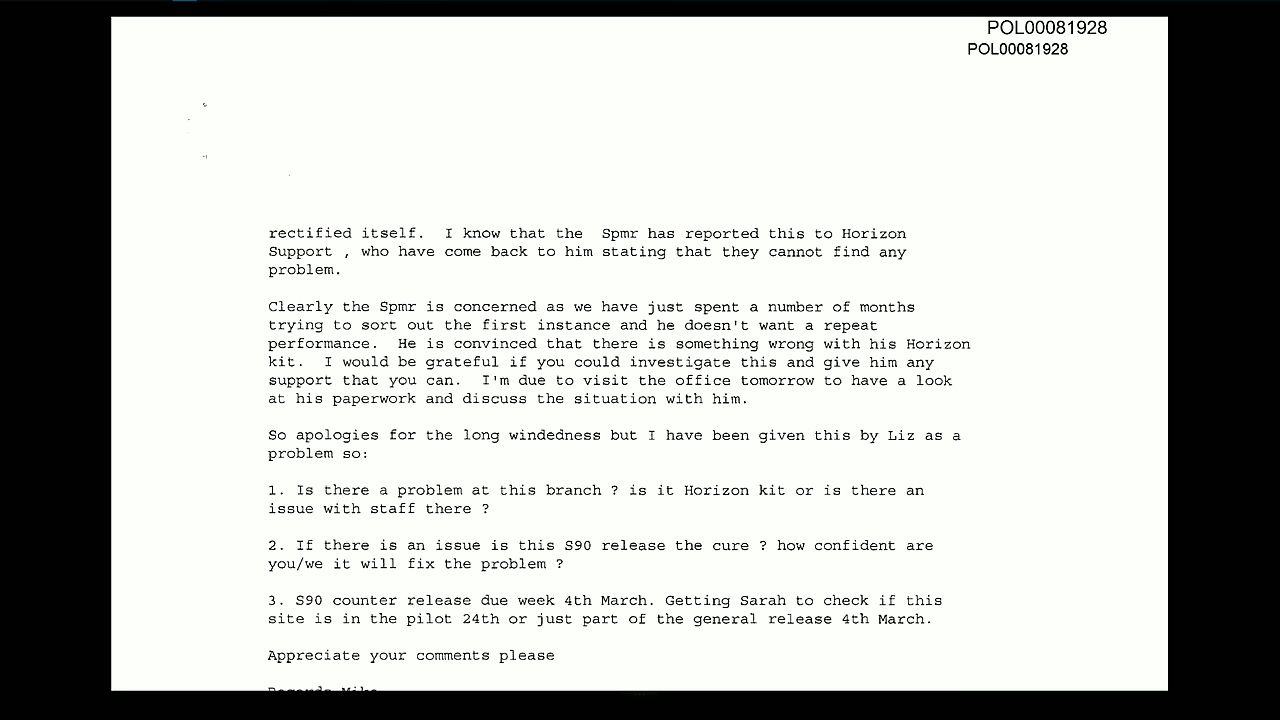 POL00081928
POL00081928
rectified itself.  I know that the  Spmr has reported this to Horizon
Support , who have come back to him stating that they cannot find any
problem.
Clearly the Spmr is concerned as we have just spent a number of months
trying to sort out the first instance and he doesn't want a repeat
performance.  He is convinced that there is something wrong with his Horizon
kit.  I would be grateful if you could investigate this and give him any
support that you can.  I'm due to visit the office tomorrow to have a look
at his paperwork and discuss the situation with him.
So apologies for the long windedness but I have been given this by Liz as a
problem so:
1. Is there a problem at this branch ? is it Horizon kit or is there an
issue with staff there ?
2. If there is an issue is this S90 release the cure ? how confident are
you/we it will fix the problem ?
3. S90 counter release due week 4th March. Getting Sarah to check if this
site is in the pilot 24th or just part of the general release 4th March.
Appreciate your comments please
Regards Mike